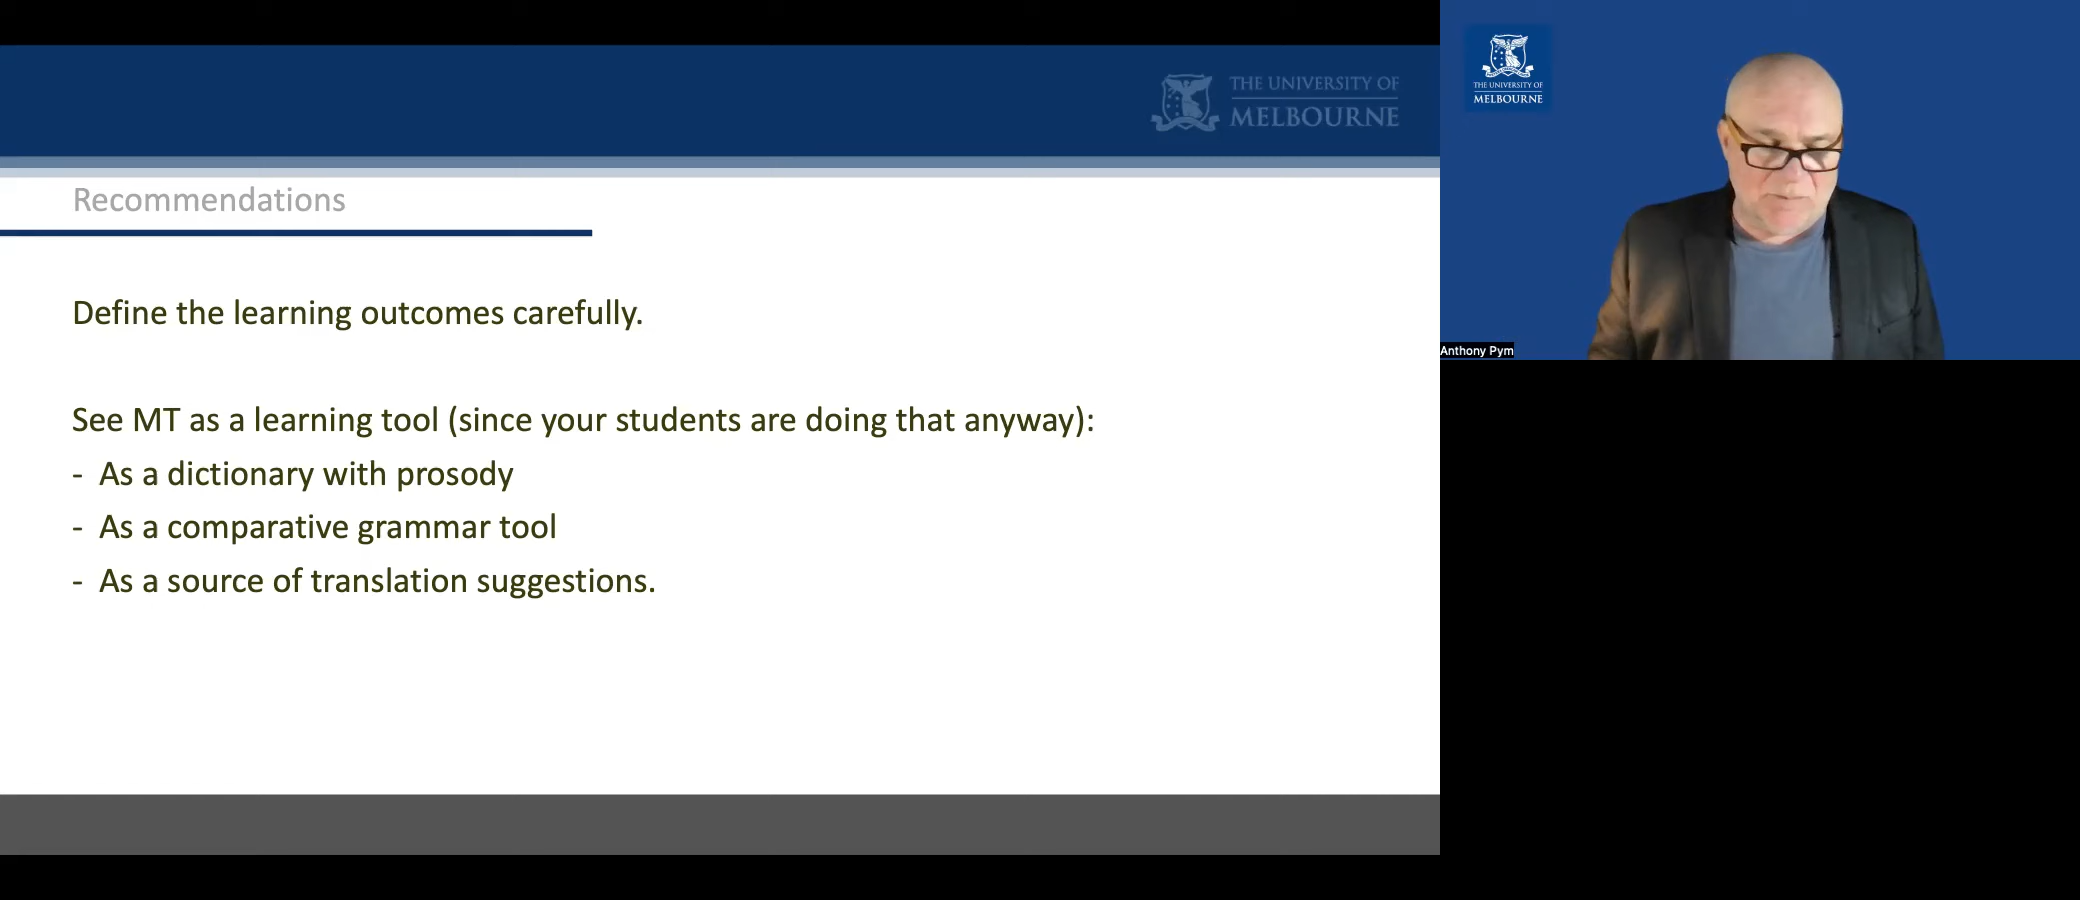 THE UNIVERSITY OF
MELBOURNE
Recommendations
Define the learning outcomes carefully.
See MT as a learning tool (since your students are doing that anyway):
- As a dictionary with prosody
- As a comparative grammar tool
- As a source of translation suggestions.
THE UNIVERSITY OF
MELBOURNE
Anthony Pym